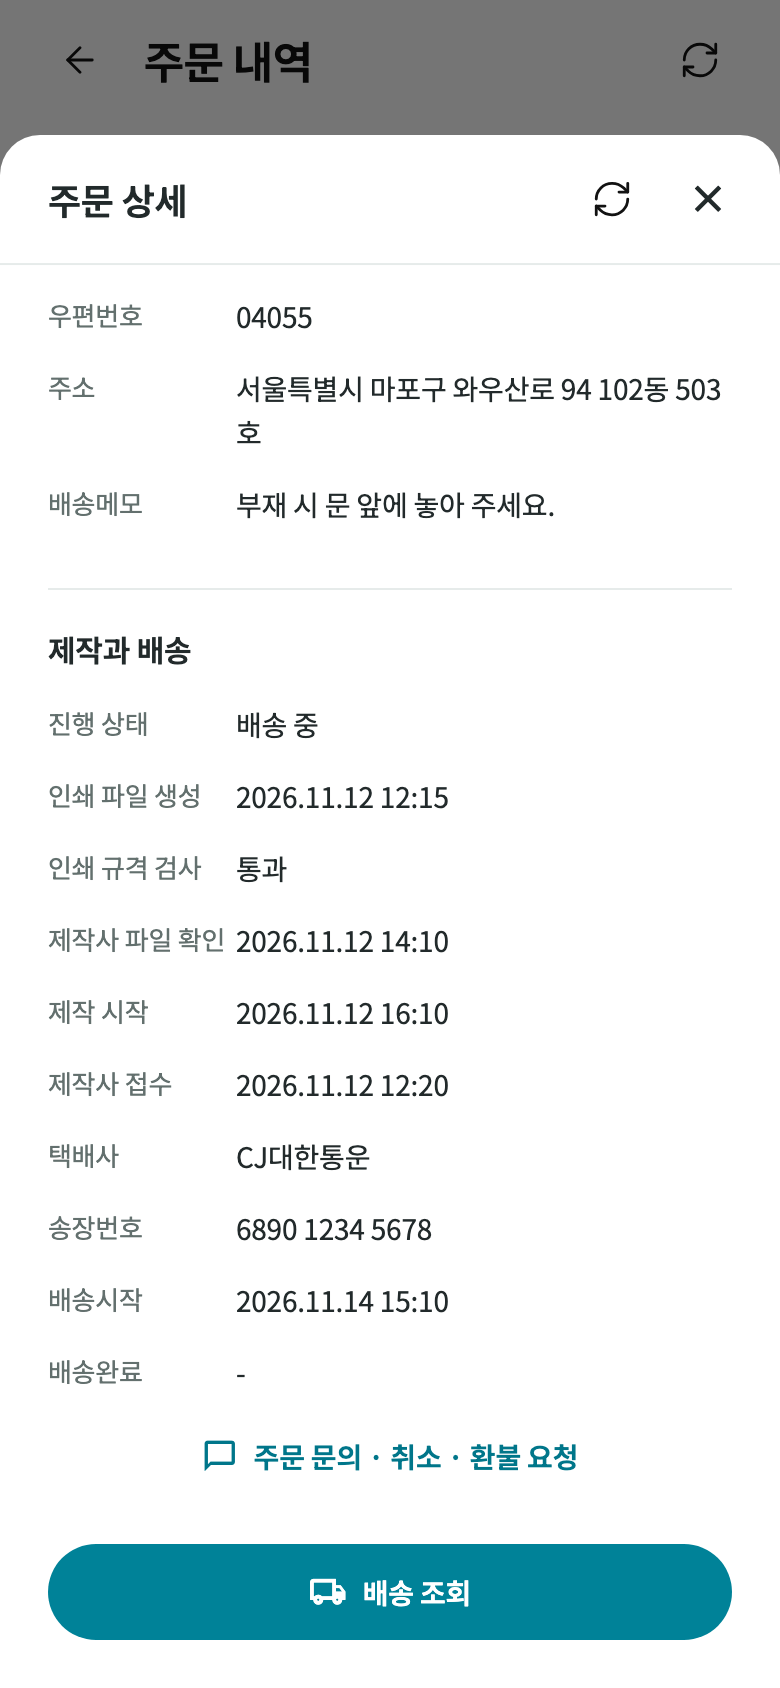 주문 내역
주문 상세
우편번호 04055
주소 서울특별시 마포구 와우산로 94 102동 503
호
배송메모 부재 시 문 앞에 놓아 주세요.
제작과 배송
진행 상태 배송 중
인쇄 파일 생성 2026.11.12 12:15
인쇄 규격 검사 통과
제작사 파일 확인 2026.11.12 14:10
제작 시작 2026.11.12 16:10
제작사 접수 2026.11.12 12:20
택배사 CJ대한통운
송장번호 6890 1234 5678
배송시작 2026.11.14 15:10
배송완료 -
주문 문의 · 취소 · 환불 요청
배송 조회